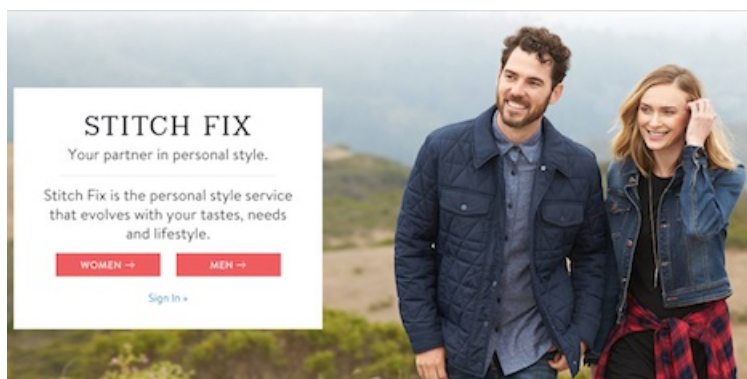 STITCH FIX
Your partner in personal style.
Stitch Fix is the personal style service
that evolves with your tastes, needs
and lifestyle.
WOMEN → MEN →
Sign In »